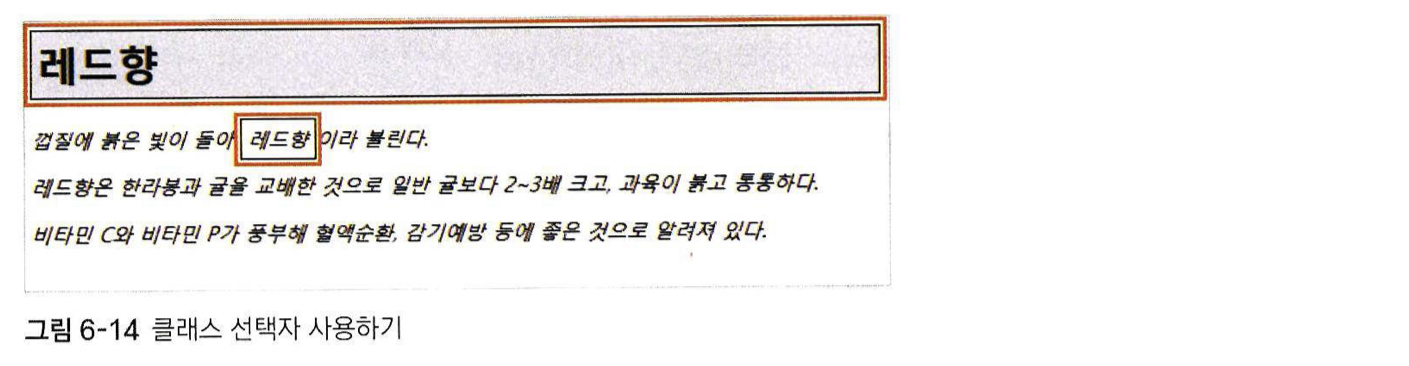 레드향
껍질에 붉은 빛이 돌아 레드향 이라 불린다.
레드향은 한라봉과 귤을 교배한 것으로 일반 귤보다 2~3배 크고, 과육이 붉고 통통하다.
비타민 C와 비타민 P가 풍부해 혈액순환, 감기예방 등에 좋은 것으로 알려져 있다.
그림 6-14 클래스 선택자 사용하기